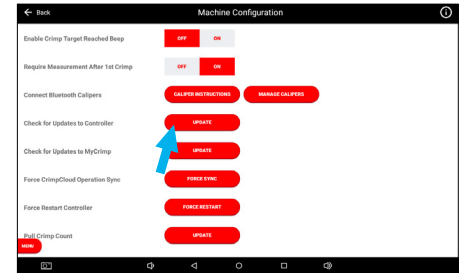 Back
Machine Configuration
Enable Crimp Target Reached Beep
OFF ON
Require Measurement After 1st Crimp
OFF ON
Connect Bluetooth Calipers
CALIPER INSTRUCTIONS MANAGE CALIPERS
Check for Updates to Controller
UPDATE
Check for Updates to MyCrimp
UPDATE
Force CrimpCloud Operation Sync
FORCE SYNC
Force Restart Controller
FORCE RESTART
Pull Crimp Count
UPDATE
MENU